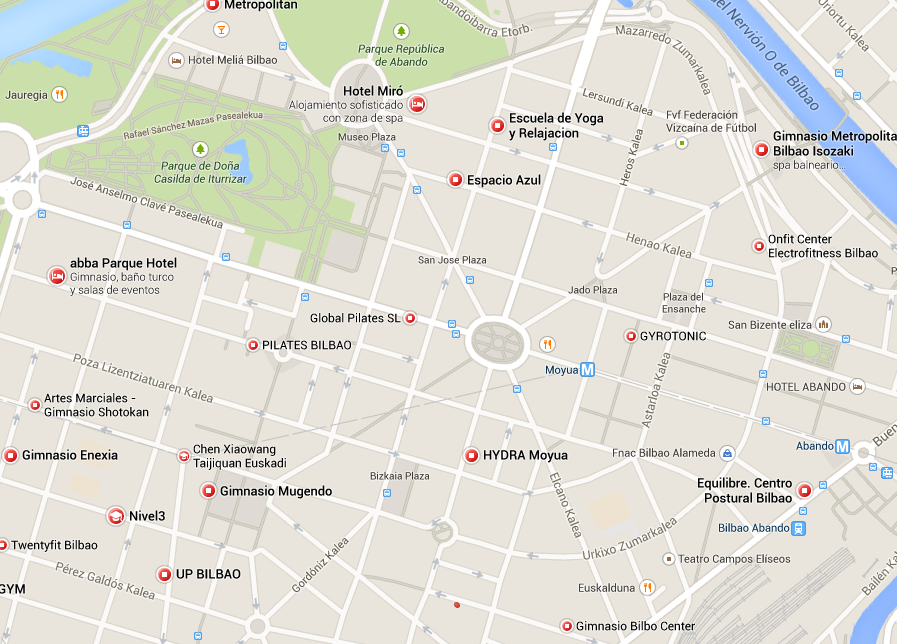 Metropolitan
Abandoibarra Etorb.
Uriortu Kalea
del Nervión O de Bilbao
Mazarredo Zumarkalea
Parque República
de Abando
Hotel Meliá Bilbao
Jauregia
Hotel Miró
Alojamiento sofisticado
con zona de spa
Lersundi Kalea
Rafael Sánchez Mazas Pasealekua
Museo Plaza
Escuela de Yoga
y Relajacion
Fvf Federación
Vizcaína de Fútbol
Heros Kalea
Gimnasio Metropolita
Bilbao Isozaki
spa balineario...
Parque de Doña
Casilda de Iturrizar
José Anselmo Clavé Pasealekua
Espacio Azul
Henao Kalea
Onfit Center
Electrofitness Bilbao
abba Parque Hotel
Gimnasio, baño turco
y salas de eventos
San Jose Plaza
Jado Plaza
Plaza del
Ensanche
Global Pilates SL
San Bizente eliza
PILATES BILBAO
GYROTONIC
Poza Lizentziatuaren Kalea
Moyua M
Astarloa Kalea
HOTEL ABANDO
Artes Marciales -
Gimnasio Shotokan
Abando M
Buen
Gimnasio Enexia
Chen Xiaowang
Taijiquan Euskadi
HYDRA Moyua
Fnac Bilbao Alameda
Bizkaia Plaza
Elcano Kalea
Equilibre. Centro
Postural Bilbao
Gimnasio Mugendo
Nivel3
Bilbao Abando
Urkixo Zumarkalea
Twentyfit Bilbao
Gordóniz Kalea
Teatro Campos Elíseos
Pérez Galdós Kalea
UP BILBAO
GYM
Euskalduna
Bailén Kalea
Gimnasio Bilbo Center